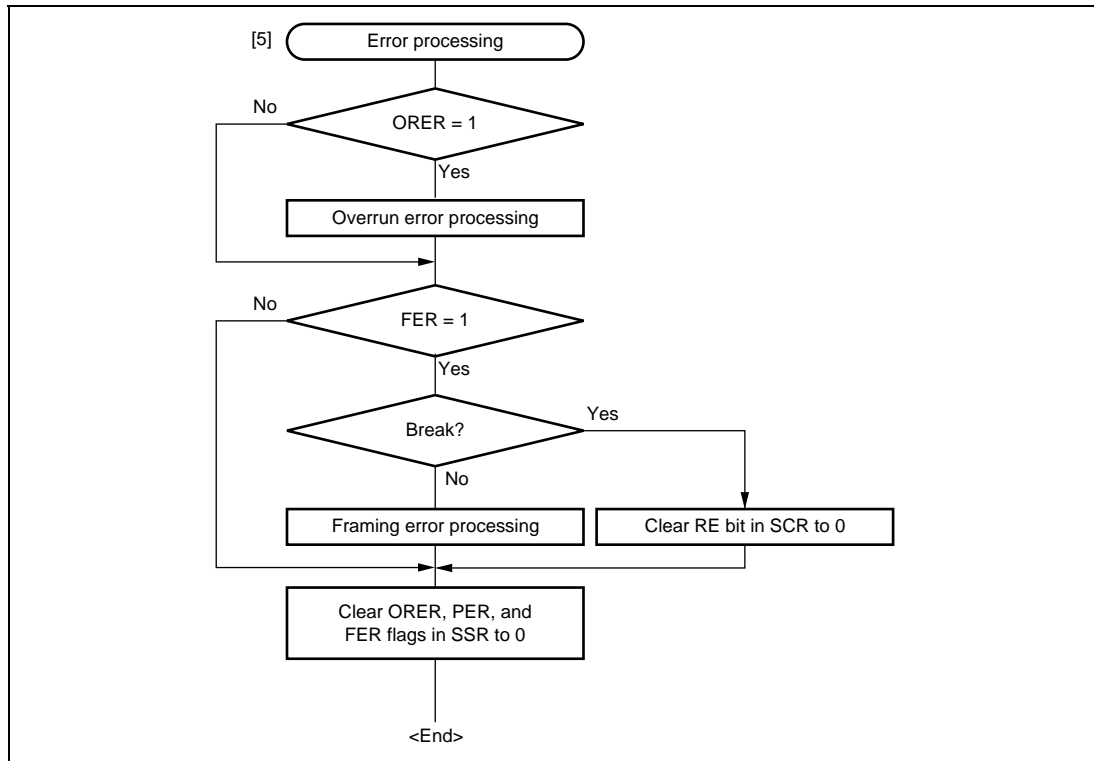 [5] Error processing
No
ORER = 1
Yes
Overrun error processing
No
FER = 1
Yes
Break?
Yes
No
Framing error processing
Clear RE bit in SCR to 0
Clear ORER, PER, and
FER flags in SSR to 0
<End>